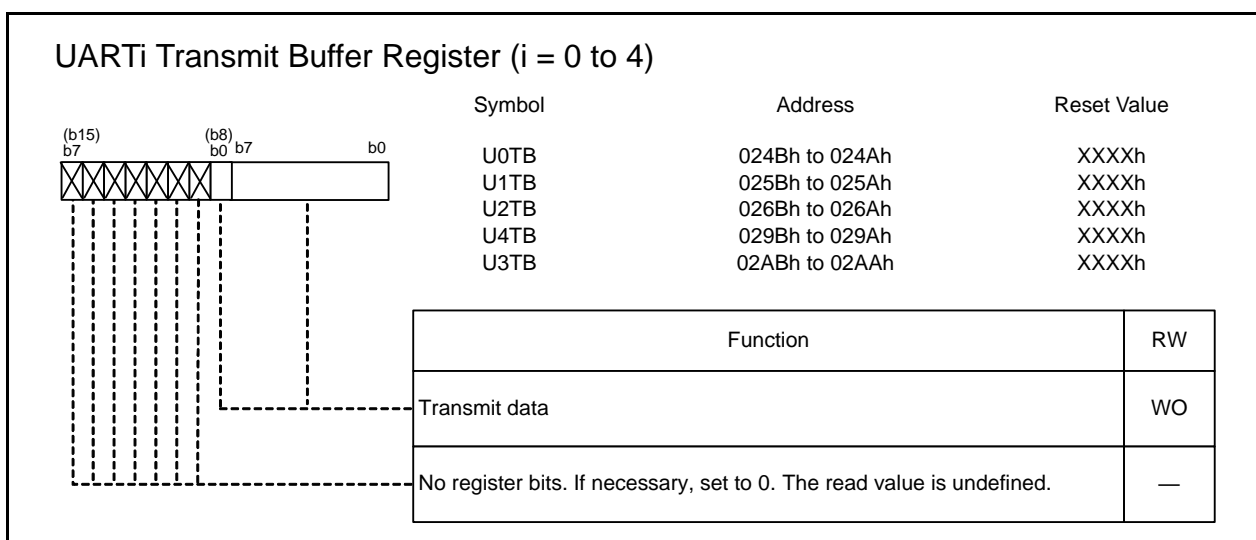 UARTi Transmit Buffer Register (i = 0 to 4)
Symbol Address Reset Value
(b15) (b8)
b7 b0 b7 b0
U0TB 024Bh to 024Ah XXXXh
U1TB 025Bh to 025Ah XXXXh
U2TB 026Bh to 026Ah XXXXh
U4TB 029Bh to 029Ah XXXXh
U3TB 02ABh to 02AAh XXXXh
Function RW
Transmit data WO
No register bits. If necessary, set to 0. The read value is undefined. —